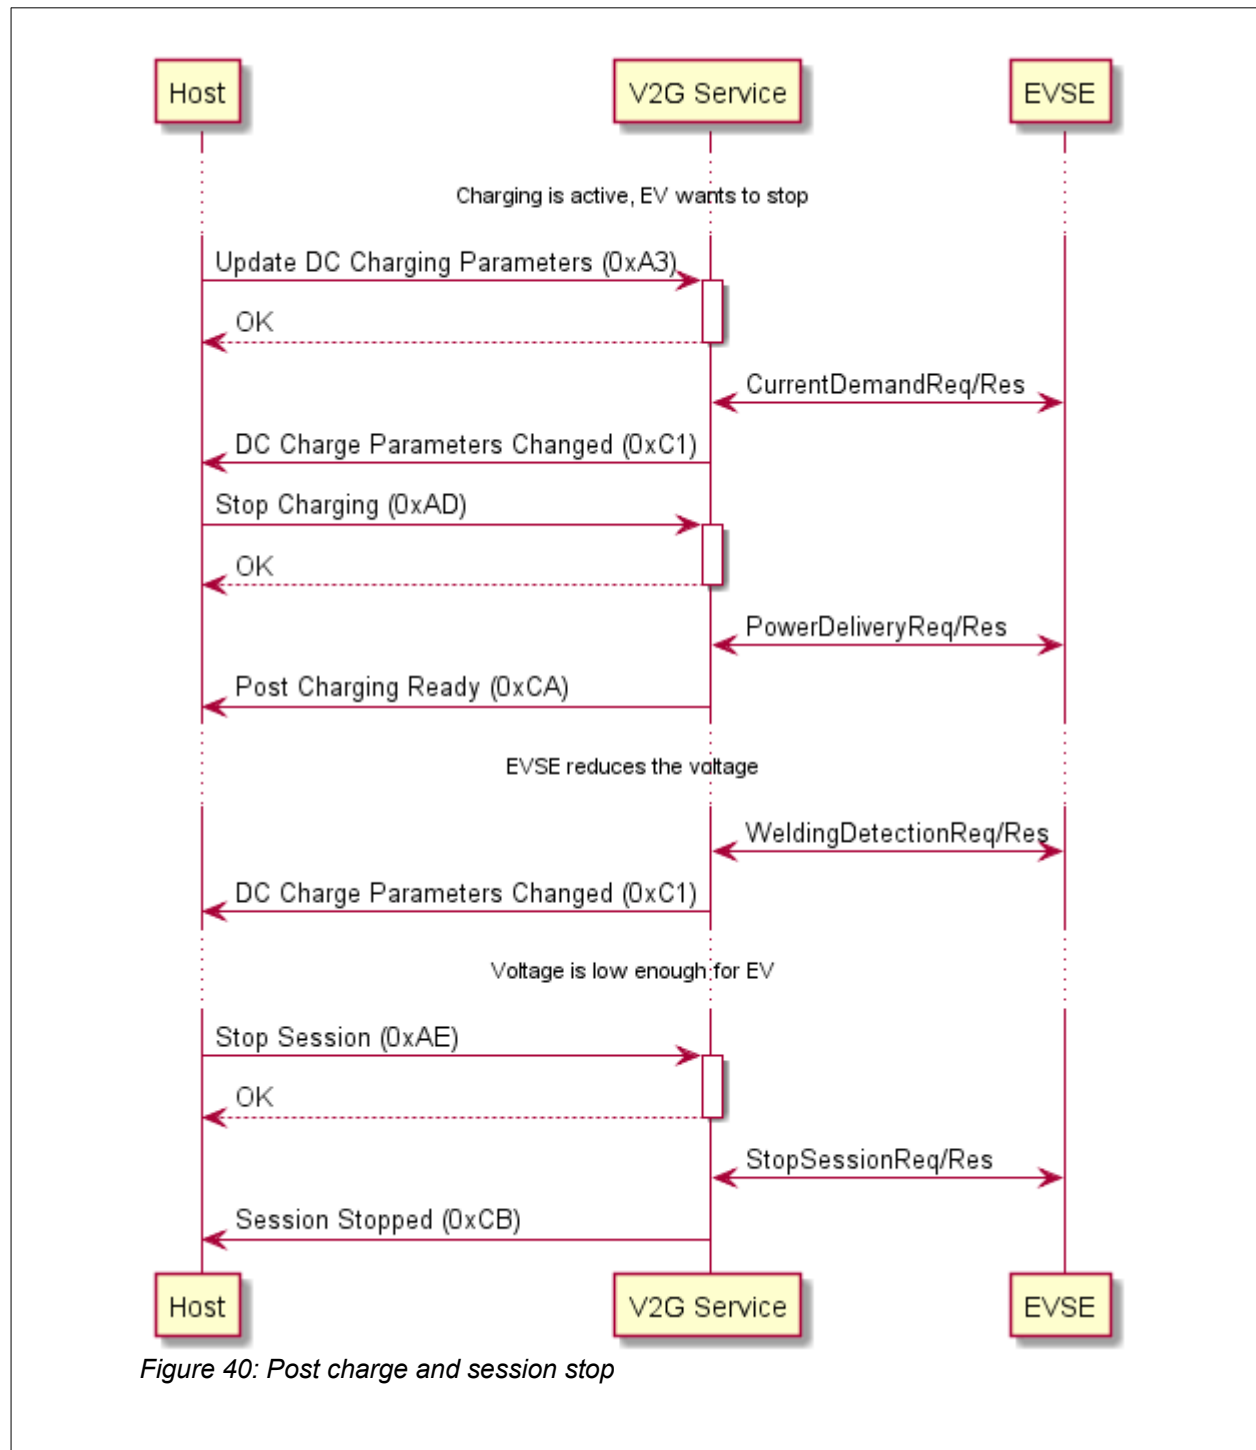 Host
V2G Service
EVSE
Charging is active, EV wants to stop
Update DC Charging Parameters (0xA3)
OK
CurrentDemandReq/Res
DC Charge Parameters Changed (0xC1)
Stop Charging (0xAD)
OK
PowerDeliveryReq/Res
Post Charging Ready (0xCA)
EVSE reduces the voltage
WeldingDetectionReq/Res
DC Charge Parameters Changed (0xC1)
Voltage is low enough for EV
Stop Session (0xAE)
OK
StopSessionReq/Res
Session Stopped (0xCB)
Host
V2G Service
EVSE
Figure 40: Post charge and session stop